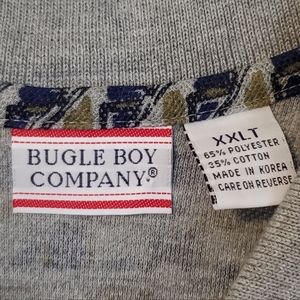 BUGLE BOY
COMPANY.®
XXLT
65% POLYESTER
35% COTTON
MADE IN KOREA
CARE ON REVERSE